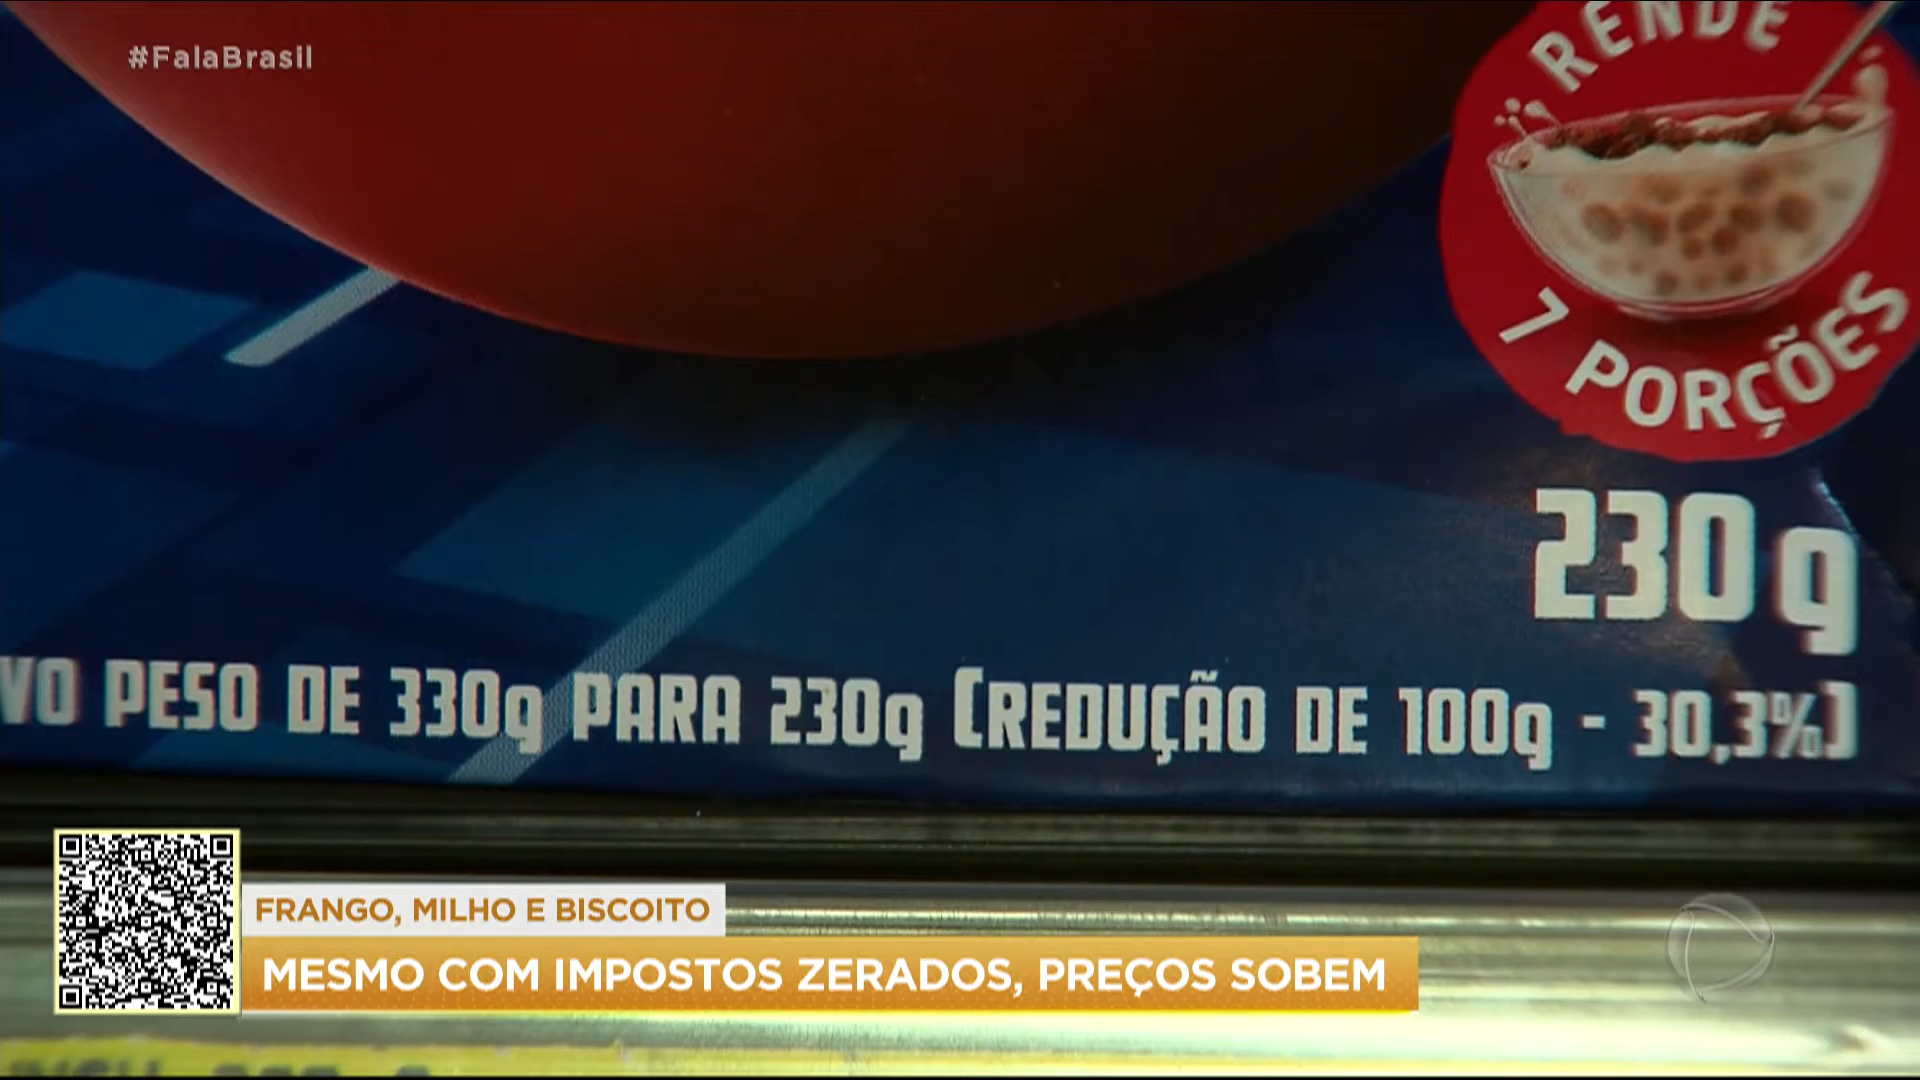 #FalaBrasil
RENDE
7 PORÇÕES
230 g
VO PESO DE 330g PARA 230g (REDUÇÃO DE 100g - 30,3%)
FRANGO, MILHO E BISCOITO
MESMO COM IMPOSTOS ZERADOS, PREÇOS SOBEM